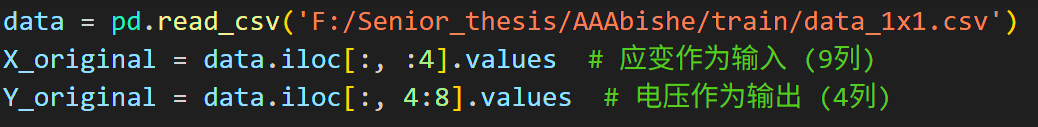 data = pd.read_csv('F:/Senior_thesis/AAAbishe/train/data_1x1.csv')
X_original = data.iloc[:, :4].values  # 应变作为输入 (9列)
Y_original = data.iloc[:, 4:8].values  # 电压作为输出 (4列)